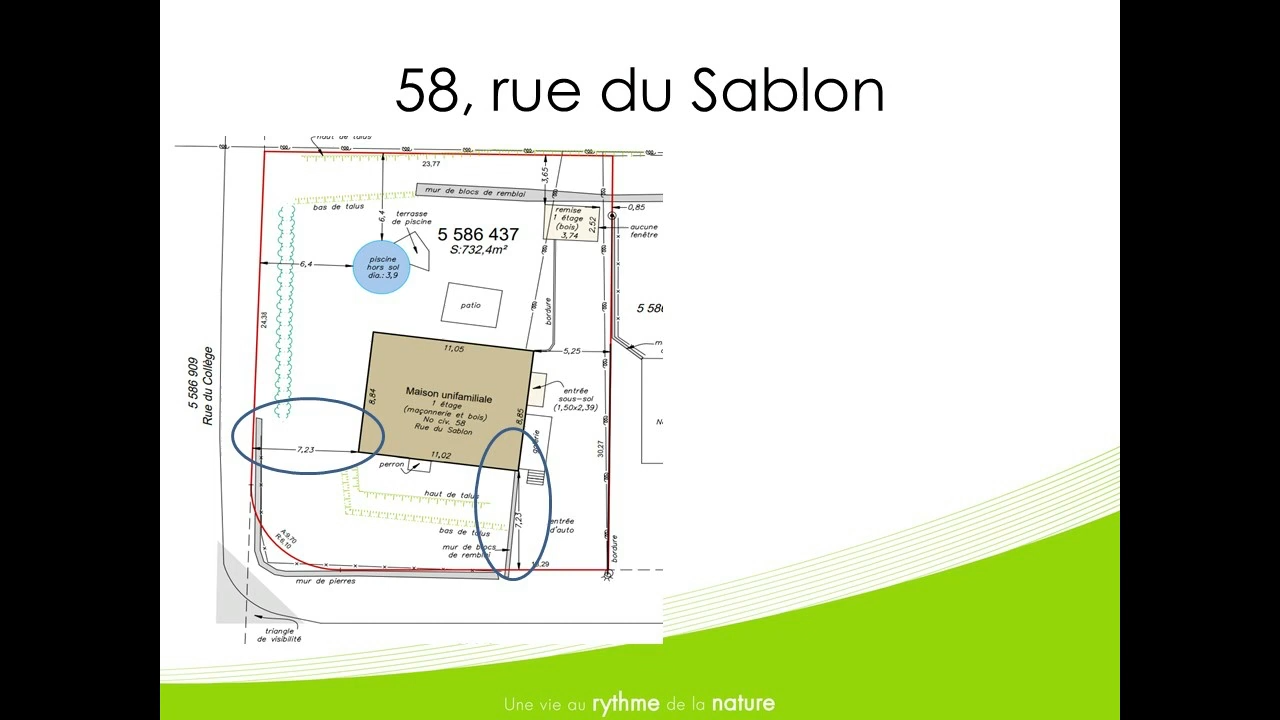 58, rue du Sablon
haut de talus
23,77
3,65
mur de blocs de remblai
bas de talus
6,4
terrasse
de piscine
5 586 437
S:732,4m²
remise
1 étage
(bois)
3,74
2,52
0,85
aucune
fenêtre
piscine
hors sol
dia.: 3,9
6,4
patio
bordure
24,38
11,05
5,25
5 586 909
Rue du Collège
Maison unifamiliale
1 étage
(maçonnerie et bois)
No civ. 58
Rue du Sablon
8,84
8,85
entrée
sous-sol
(1,50x2,39)
galerie
7,23
11,02
perron
30,27
haut de talus
bas de talus
7,23
entrée
d'auto
mur de blocs
de remblai
A:9,70
R:6,10
bordure
mur de pierres
triangle
de visibilité
Une vie au rythme de la nature